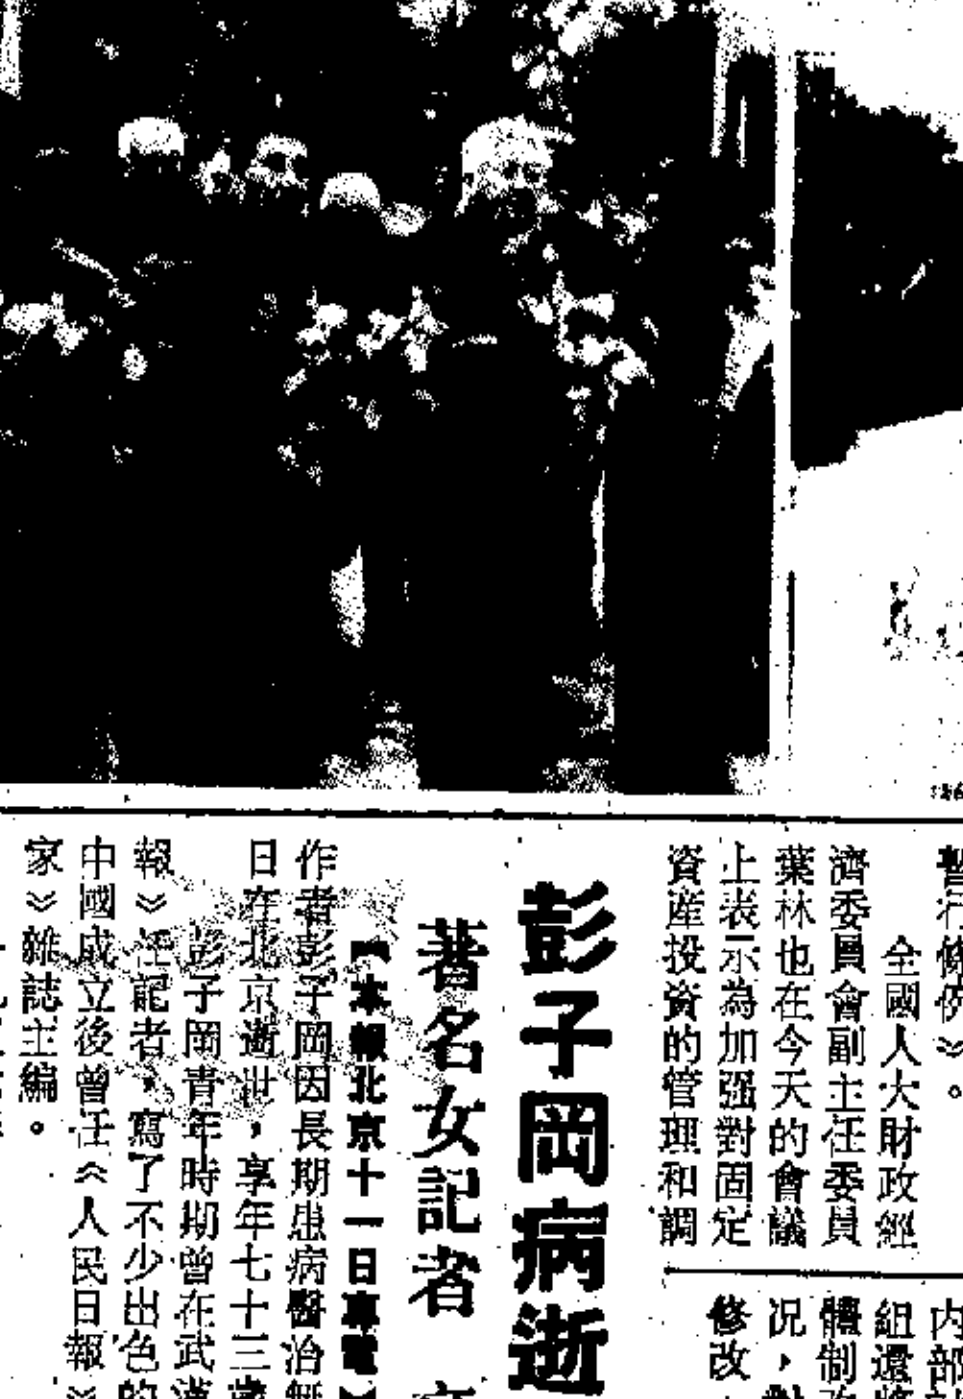 暫行條例》。
全國人大財政經
濟委員會副主任委員
葉林也在今天的會議
上表示為加强對固定
資産投資的管理和調
内部
組還
體制
况，對
修改
彭子岡病逝
著名女記者
【本報北京十一日專電】
作者彭子岡因長期患病醫治無
日在北京逝世，享年七十三歲
彭子岡青年時期曾在武漢
報》任記者，寫了不少出色的
中國成立後曾任《人民日報》
家》雜誌主編。